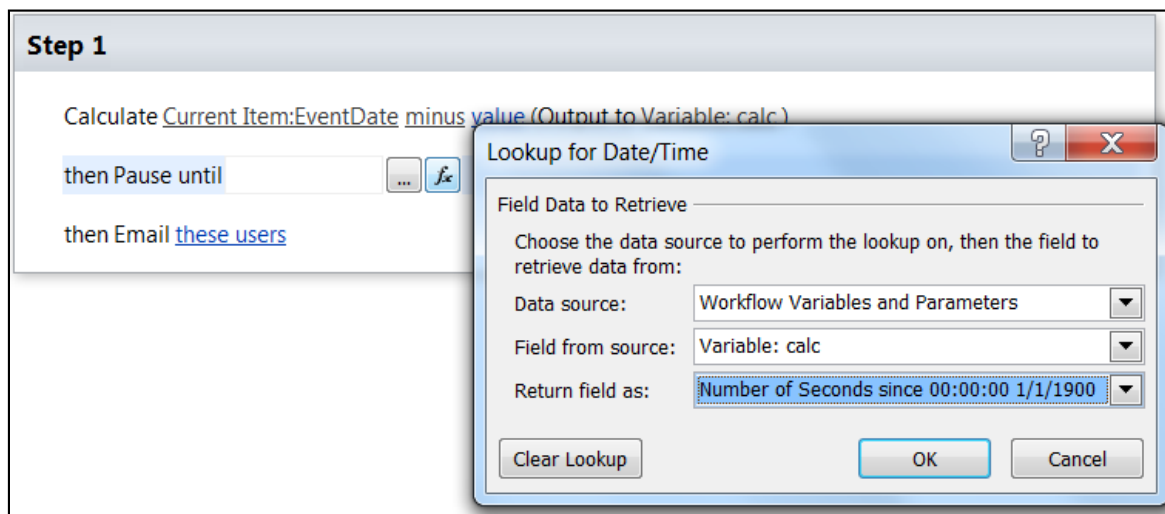 Step 1
Calculate Current Item:EventDate minus value (Output to Variable: calc )
then Pause until ... fx
then Email these users
Lookup for Date/Time
? X
Field Data to Retrieve
Choose the data source to perform the lookup on, then the field to
retrieve data from:
Data source: Workflow Variables and Parameters
Field from source: Variable: calc
Return field as: Number of Seconds since 00:00:00 1/1/1900
Clear Lookup OK Cancel